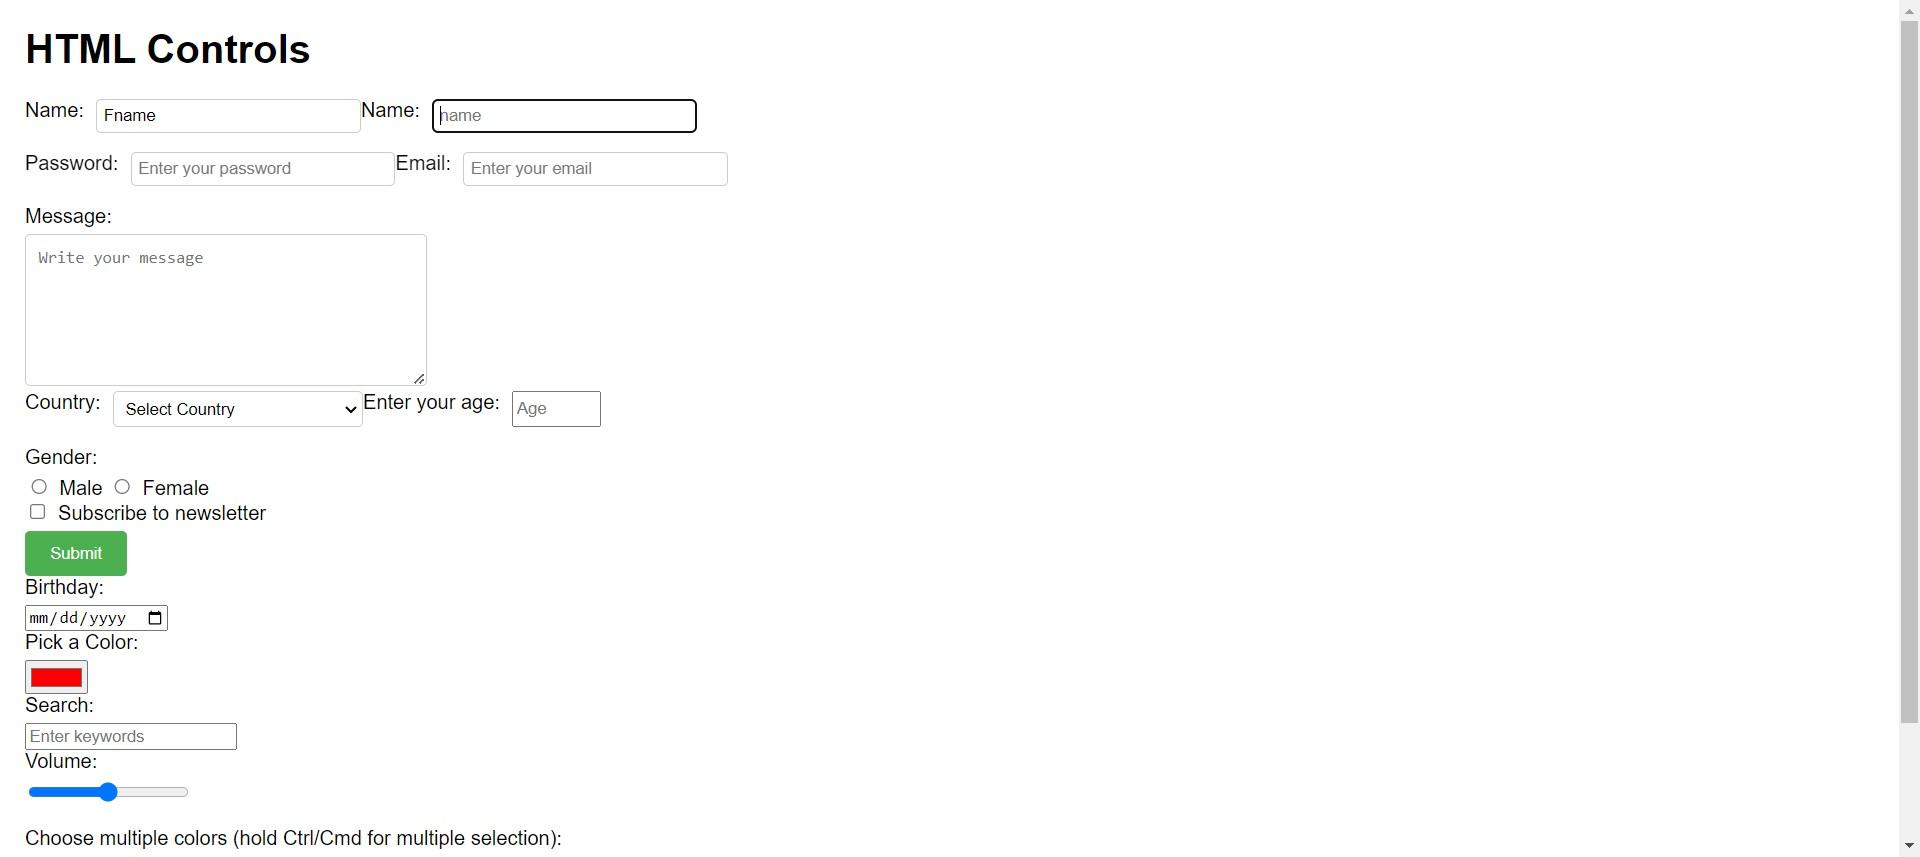 HTML Controls
Name: Fname Name: name
Password: Enter your password Email: Enter your email
Message:
Write your message
Country: Select Country Enter your age: Age
Gender:
Male Female
Subscribe to newsletter
Submit
Birthday:
mm/dd/yyyy
Pick a Color:
Search:
Enter keywords
Volume:
Choose multiple colors (hold Ctrl/Cmd for multiple selection):